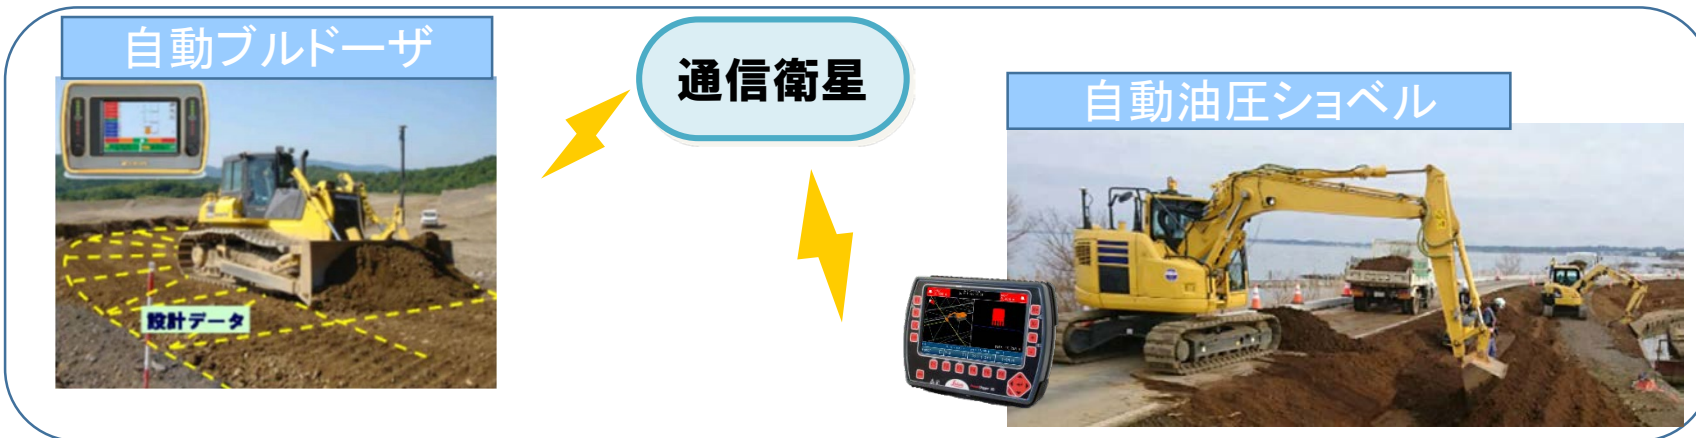 自動ブルドーザ
通信衛星
自動油圧ショベル
設計データ